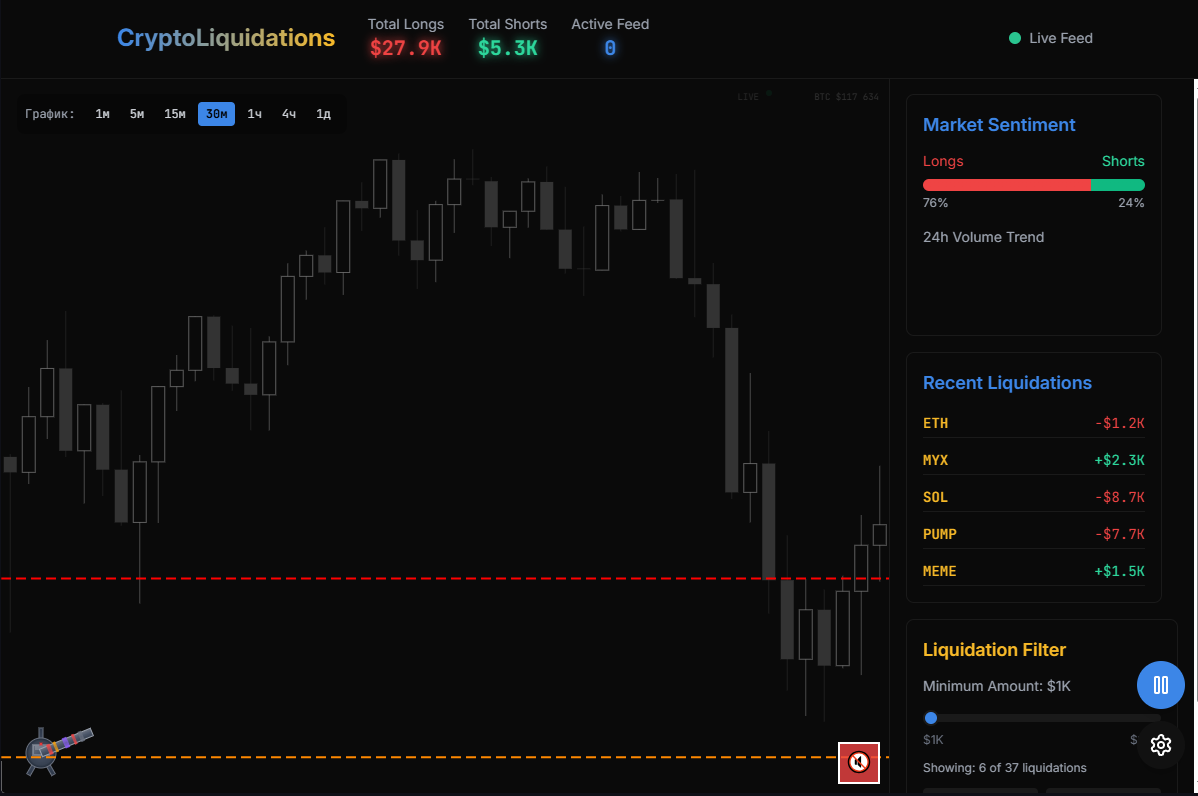 CryptoLiquidations
Total Longs
$27.9K
Total Shorts
$5.3K
Active Feed
0
Live Feed
График: 1м 5м 15м 30м 1ч 4ч 1д
LIVE
BTC $117 634
Market Sentiment
Longs Shorts
76% 24%
24h Volume Trend
Recent Liquidations
ETH -$1.2K
MYX +$2.3K
SOL -$8.7K
PUMP -$7.7K
MEME +$1.5K
Liquidation Filter
Minimum Amount: $1K
$1K $
Showing: 6 of 37 liquidations